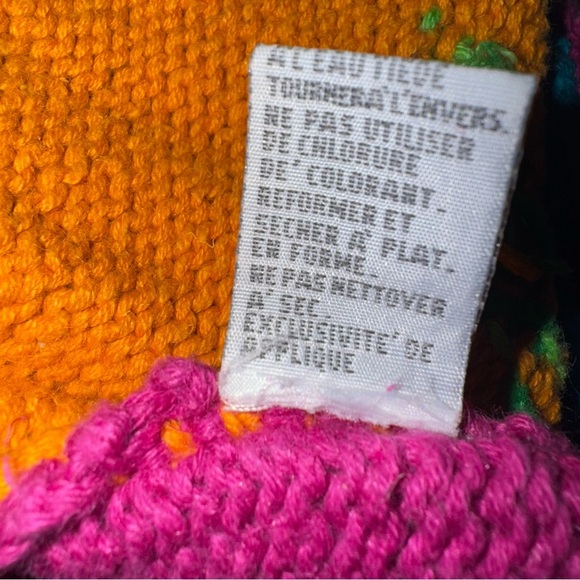 A L'EAU TIEDE
TOURNERA'L'ENVERS.
NE PAS UTILISER
DE CHLORURE
DE' COLORANT.
REFORMER ET
SECHER A' PLAT.
EN FORME.
NE PAS NETTOYER
A' SEC.
EXCLUEIVITE' DE
APPLIQUE